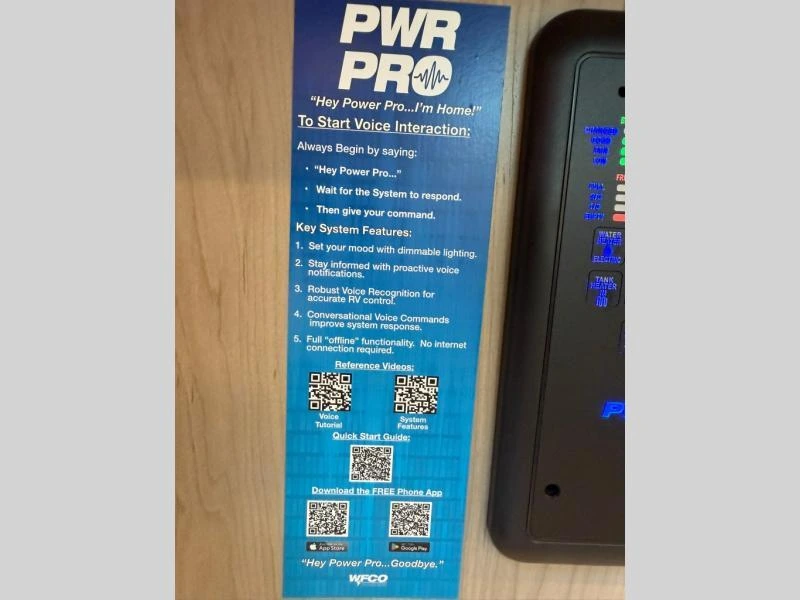 PWR
PRO
"Hey Power Pro...I'm Home!"
To Start Voice Interaction:
Always Begin by saying:
• "Hey Power Pro..."
• Wait for the System to respond.
• Then give your command.
Key System Features:
1. Set your mood with dimmable lighting.
2. Stay informed with proactive voice
notifications.
3. Robust Voice Recognition for
accurate RV control.
4. Conversational Voice Commands
improve system response.
5. Full "offline" functionality. No internet
connection required.
Reference Videos:
Voice
Tutorial
System
Features
Quick Start Guide:
Download the FREE Phone App
App Store
Google Play
"Hey Power Pro...Goodbye."
WFCO
WATER
HEATER
ELECTRIC
TANK
HEATER